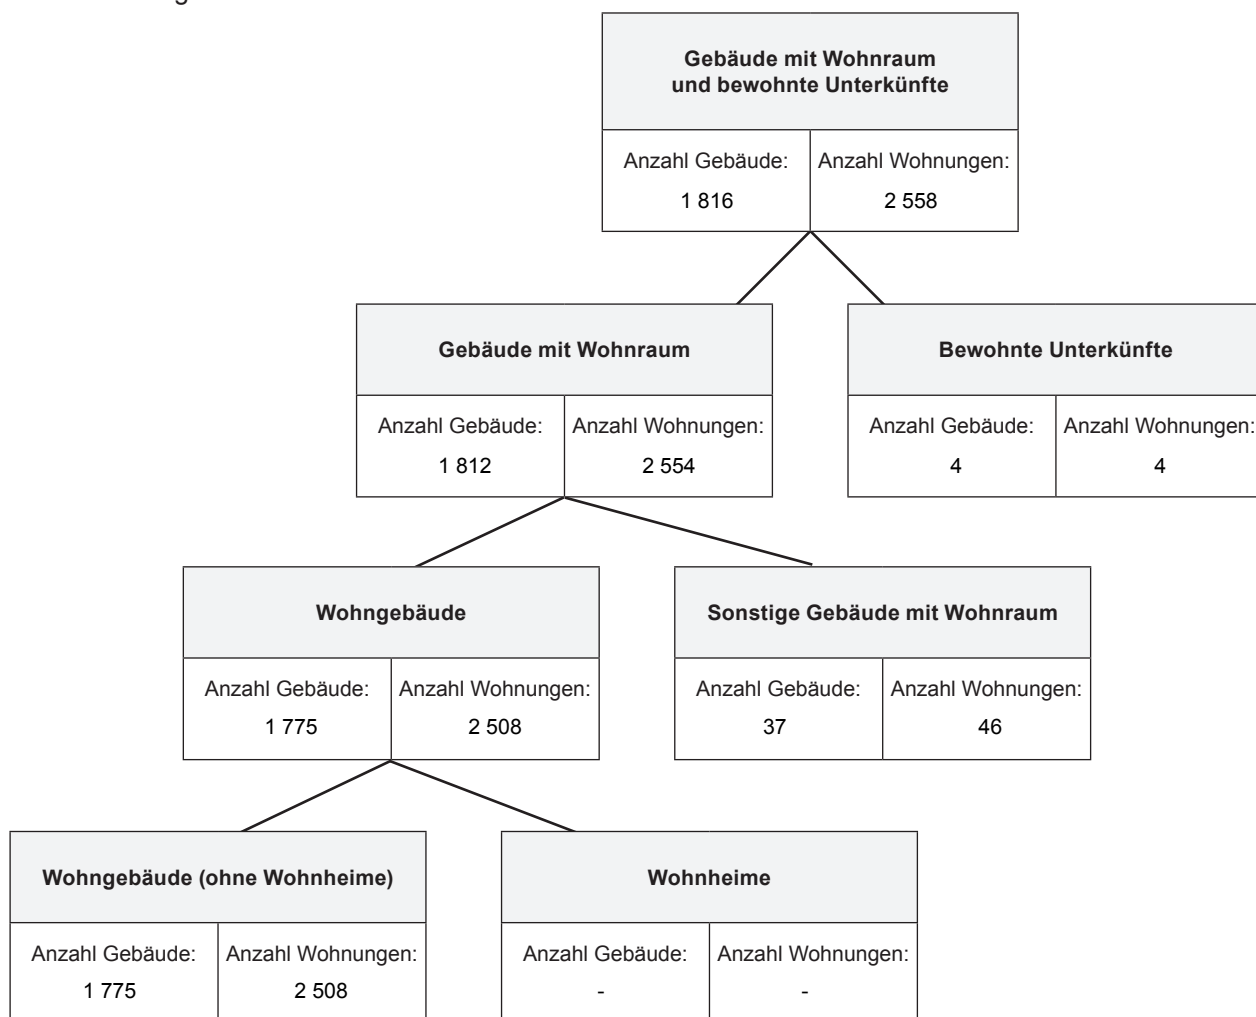 Gebäude mit Wohnraum
und bewohnte Unterkünfte
Anzahl Gebäude: Anzahl Wohnungen:
1 816 2 558
Gebäude mit Wohnraum Bewohnte Unterkünfte
Anzahl Gebäude: Anzahl Wohnungen: Anzahl Gebäude: Anzahl Wohnungen:
1 812 2 554 4 4
Wohngebäude Sonstige Gebäude mit Wohnraum
Anzahl Gebäude: Anzahl Wohnungen: Anzahl Gebäude: Anzahl Wohnungen:
1 775 2 508 37 46
Wohngebäude (ohne Wohnheime) Wohnheime
Anzahl Gebäude: Anzahl Wohnungen: Anzahl Gebäude: Anzahl Wohnungen:
1 775 2 508 - -